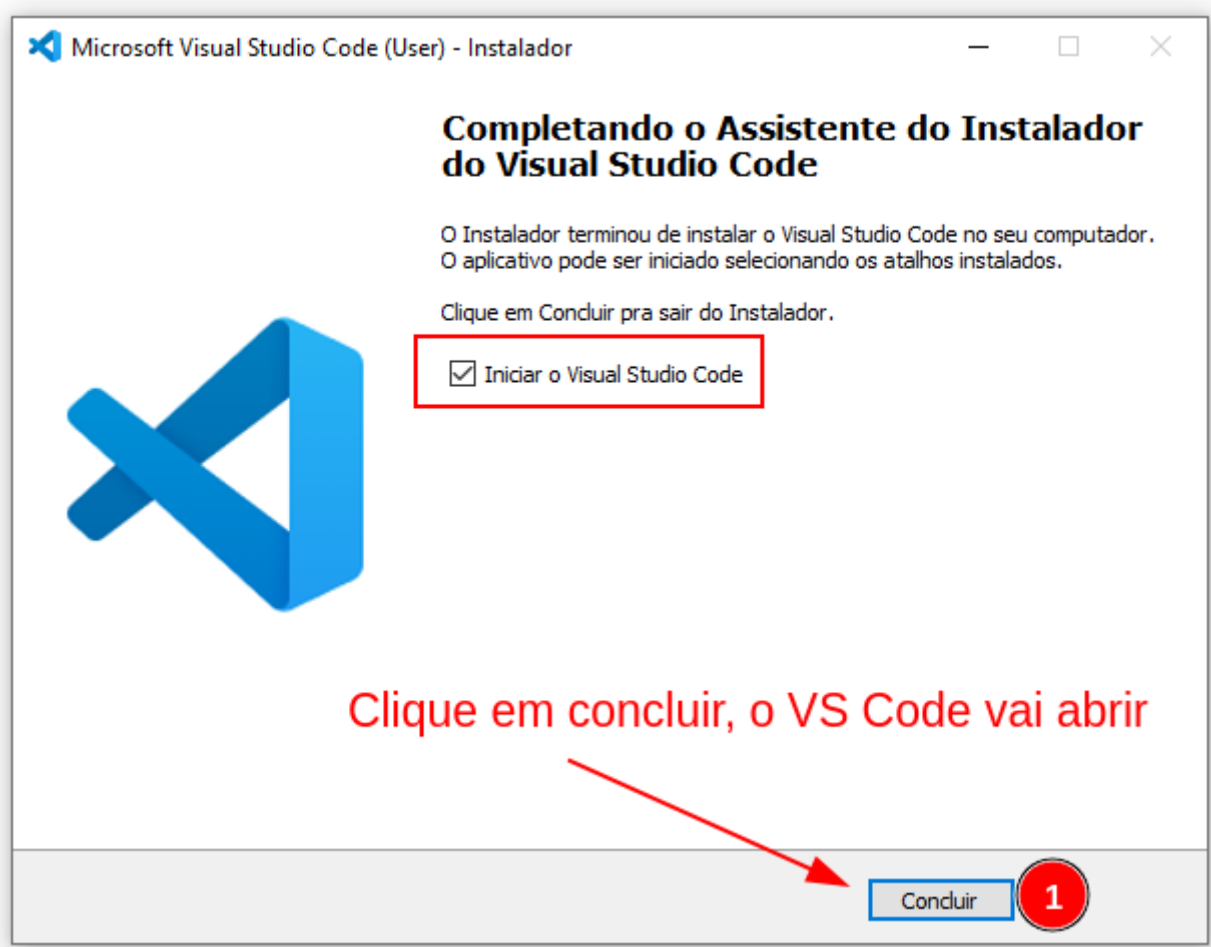 Microsoft Visual Studio Code (User) - Instalador
Completando o Assistente do Instalador
do Visual Studio Code
O Instalador terminou de instalar o Visual Studio Code no seu computador.
O aplicativo pode ser iniciado selecionando os atalhos instalados.
Clique em Concluir pra sair do Instalador.
Iniciar o Visual Studio Code
Clique em concluir, o VS Code vai abrir
Concluir
1